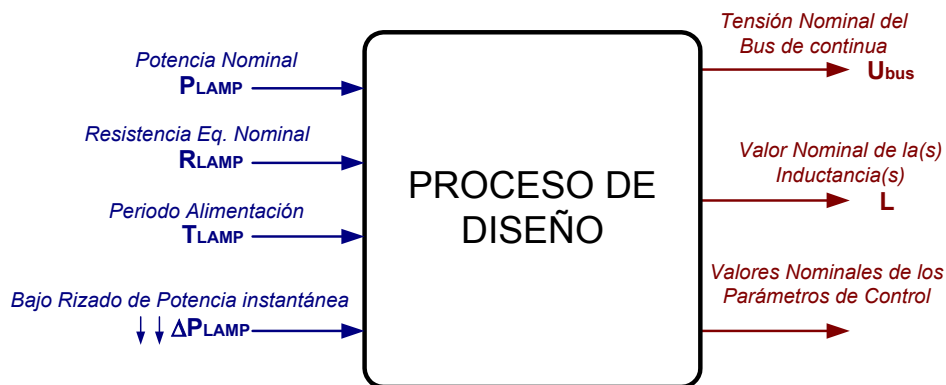 Potencia Nominal
PLAMP
Resistencia Eq. Nominal
RLAMP
Periodo Alimentación
TLAMP
Bajo Rizado de Potencia instantánea
↓↓ ΔPLAMP
PROCESO DE
DISEÑO
Tensión Nominal del
Bus de continua
Ubus
Valor Nominal de la(s)
Inductancia(s)
L
Valores Nominales de los
Parámetros de Control